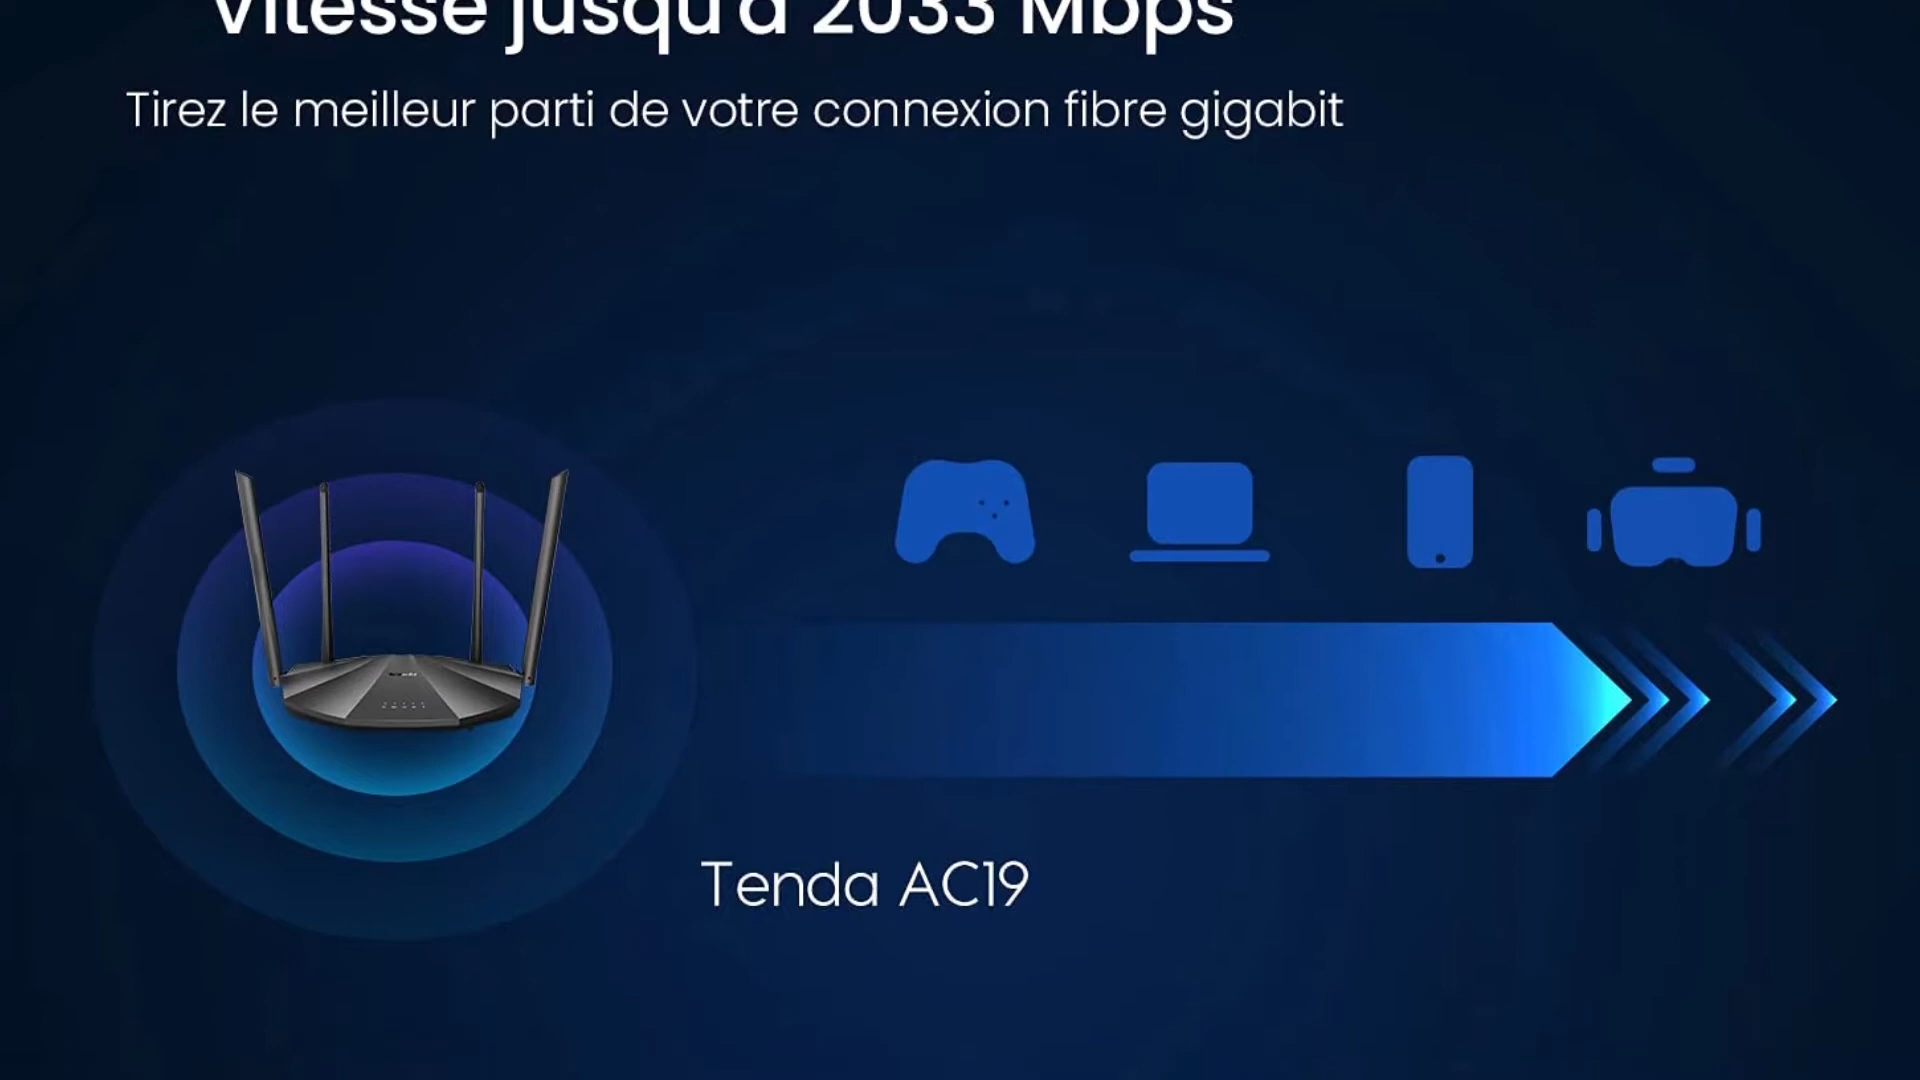 Vitesse jusqu'à 2033 Mbps
Tirez le meilleur parti de votre connexion fibre gigabit
Tenda AC19